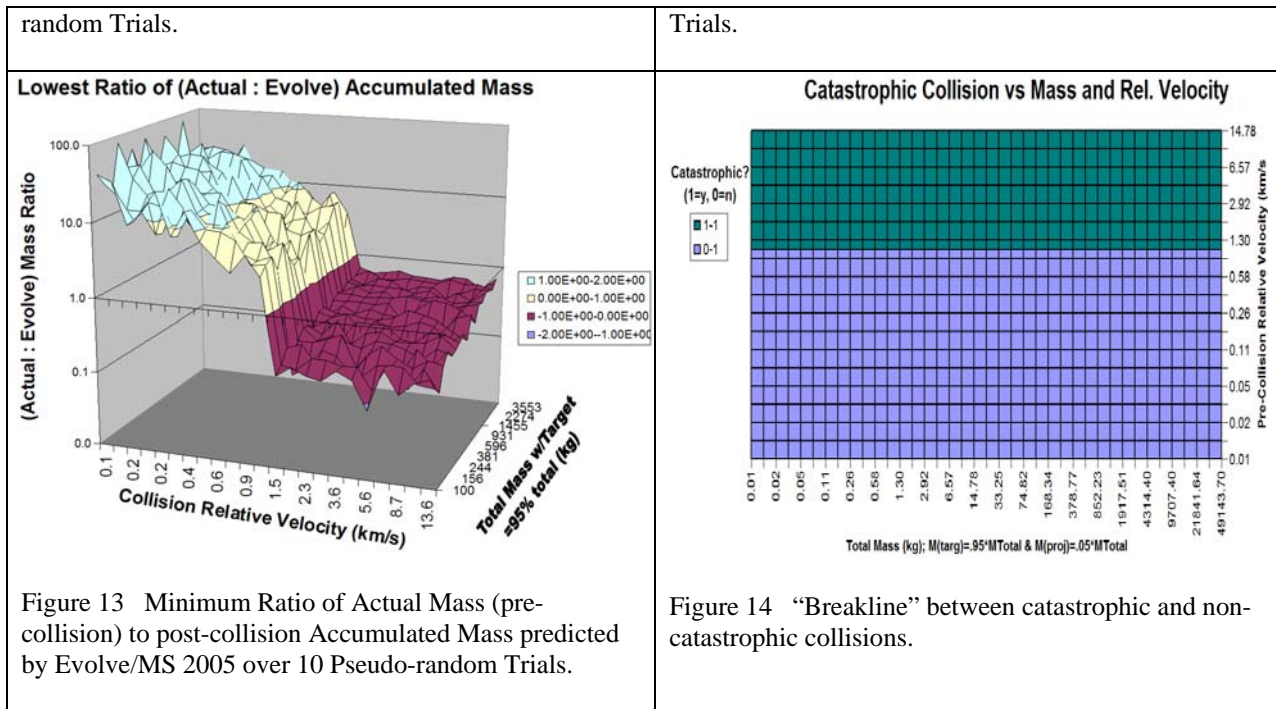 random Trials.
Trials.
Lowest Ratio of (Actual : Evolve) Accumulated Mass
100.0
10.0
1.0
0.1
0.0
(Actual : Evolve) Mass Ratio
0.1
0.2
0.2
0.4
0.6
0.9
1.5
2.3
3.6
5.6
8.7
13.6
Collision Relative Velocity (km/s)
3553
2274
1455
931
596
381
244
156
100
Total Mass w/Target
=95% total (kg)
1.00E+00-2.00E+00
0.00E+00-1.00E+00
-1.00E+00-0.00E+00
-2.00E+00--1.00E+00
Figure 13 Minimum Ratio of Actual Mass (pre-
collision) to post-collision Accumulated Mass predicted
by Evolve/MS 2005 over 10 Pseudo-random Trials.
Catastrophic Collision vs Mass and Rel. Velocity
Catastrophic?
(1=y, 0=n)
1-1
0-1
14.78
6.57
2.92
1.30
0.58
0.26
0.11
0.05
0.02
0.01
Pre-Collision Relative Velocity (km/s)
0.01
0.02
0.05
0.11
0.26
0.58
1.30
2.92
6.57
14.78
33.25
74.82
168.34
378.77
852.23
1917.51
4314.40
9707.40
21841.64
49143.70
Total Mass (kg); M(targ)=.95*MTotal & M(proj)=.05*MTotal
Figure 14 “Breakline” between catastrophic and non-
catastrophic collisions.